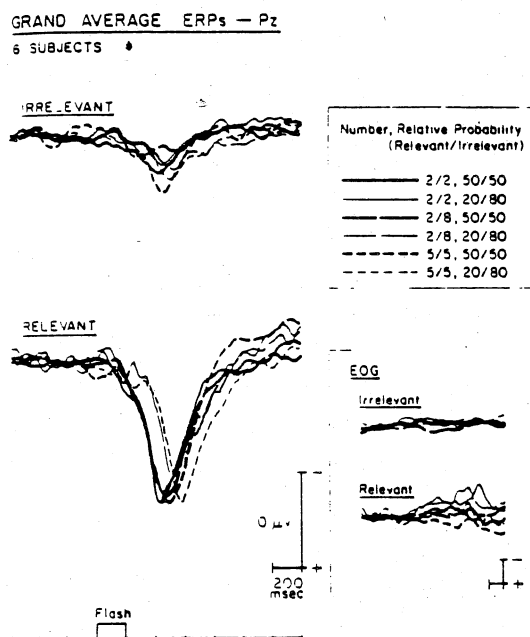 GRAND AVERAGE ERPs — Pz
6 SUBJECTS
IRRELEVANT
Number, Relative Probability
(Relevant/Irrelevant)
2/2, 50/50
2/2, 20/80
2/8, 50/50
2/8, 20/80
5/5, 50/50
5/5, 20/80
RELEVANT
EOG
Irrelevant
Relevant
−
+
200
msec
−
+
Flash